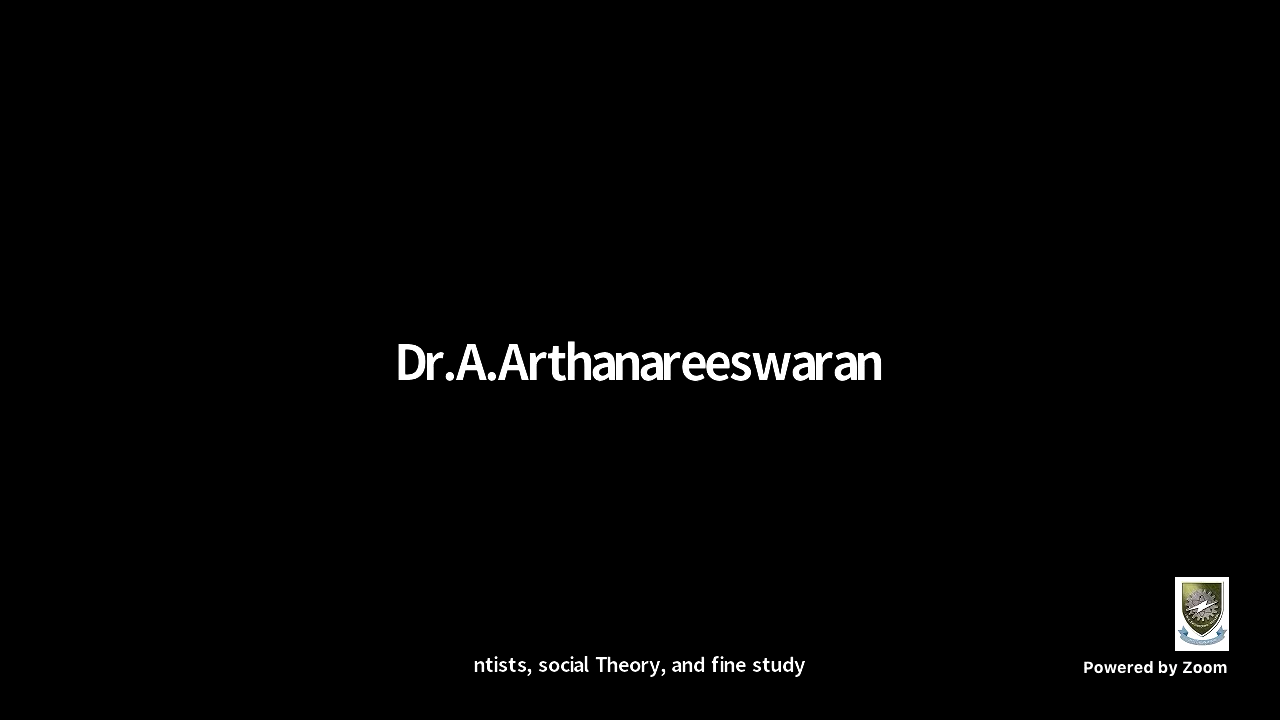 Dr.A.Arthanareeswaran
ntists, social Theory, and fine study
Powered by Zoom